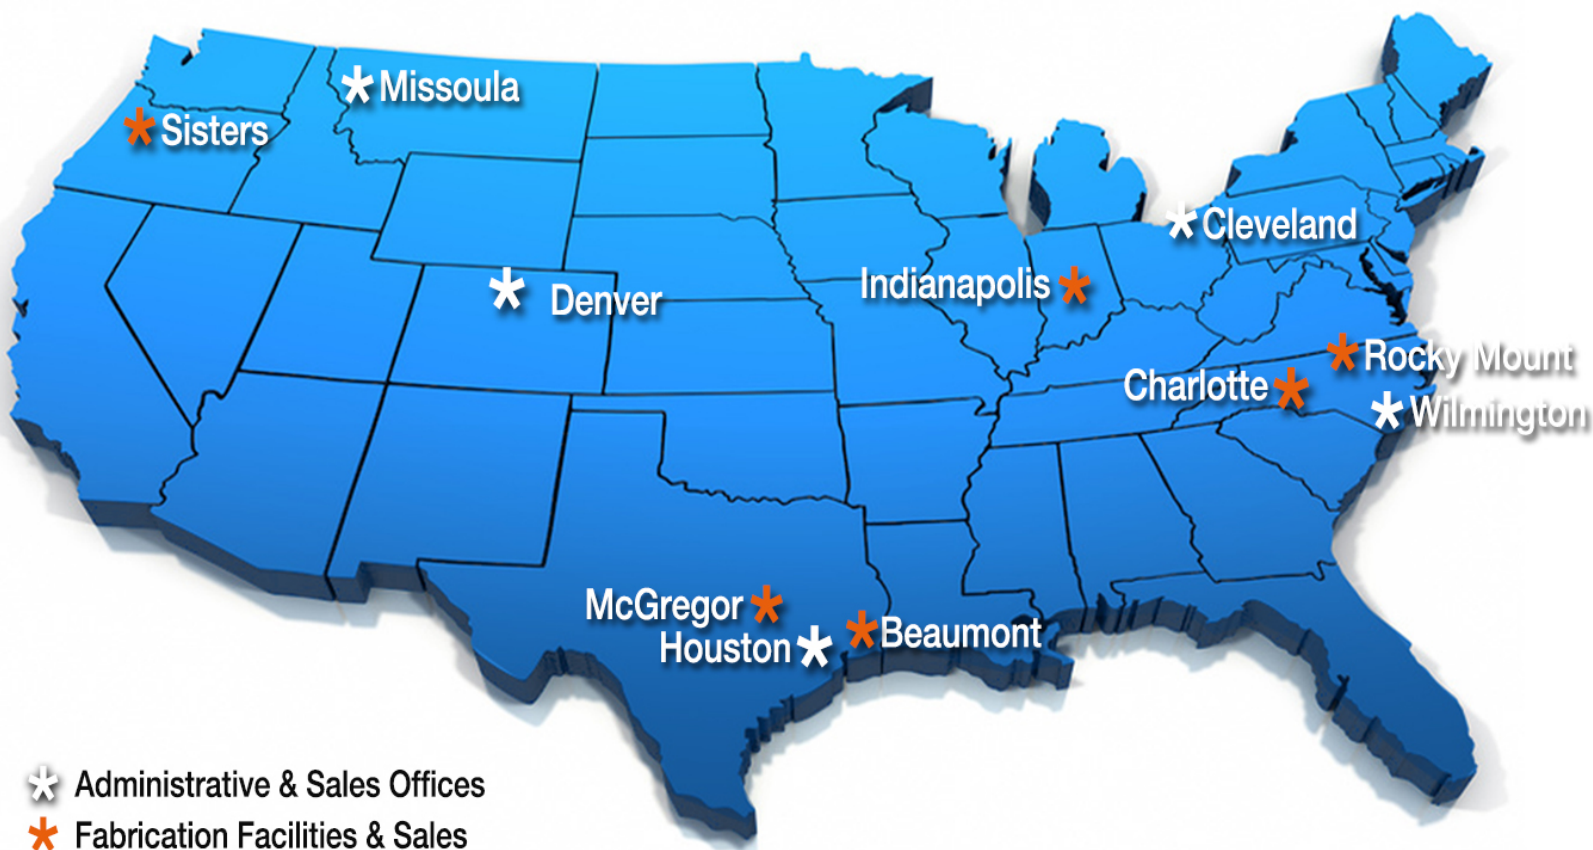 Missoula
Sisters
Cleveland
Indianapolis
Denver
Rocky Mount
Charlotte
Wilmington
McGregor
Beaumont
Houston
Administrative & Sales Offices
Fabrication Facilities & Sales